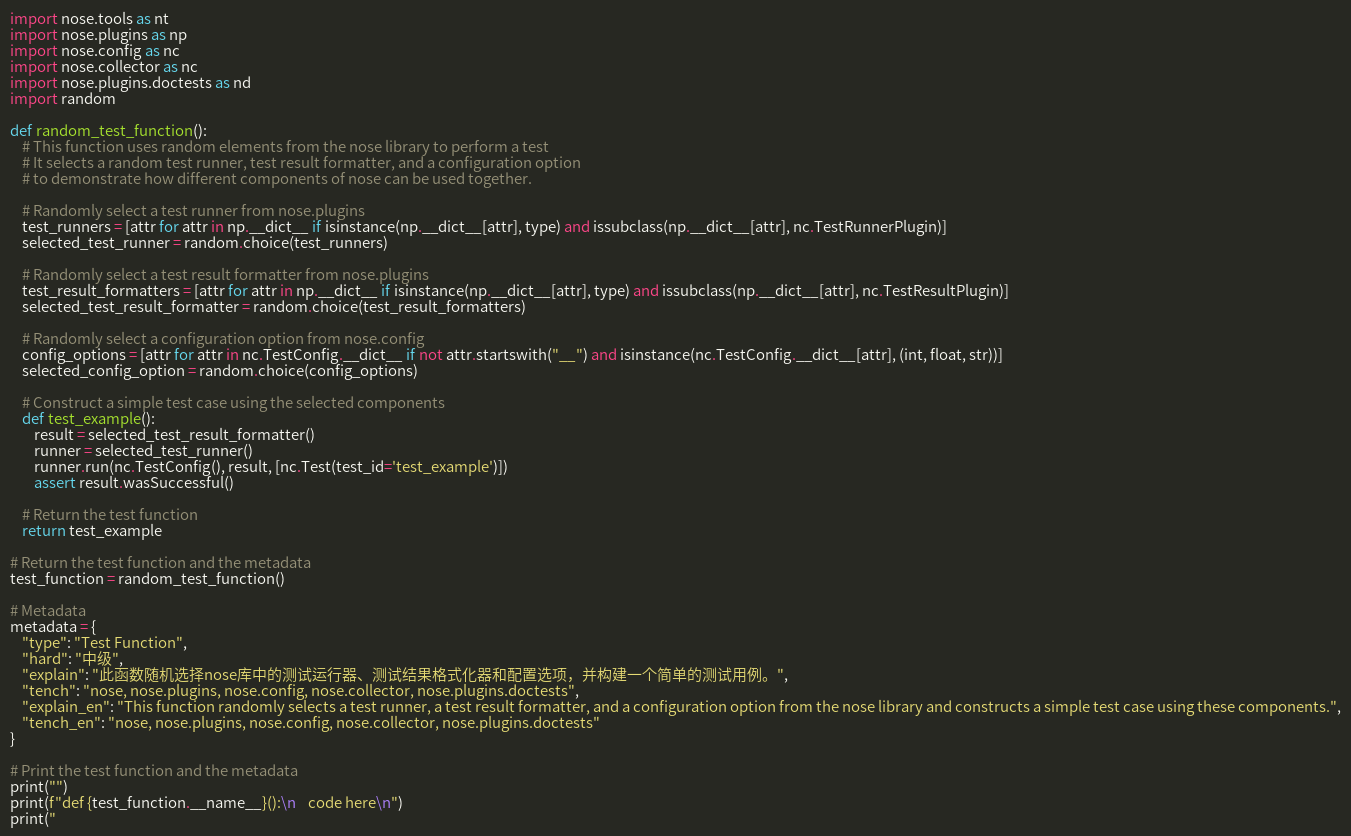 import nose.tools as nt
import nose.plugins as np
import nose.config as nc
import nose.collector as nc
import nose.plugins.doctests as nd
import random

def random_test_function():
    # This function uses random elements from the nose library to perform a test
    # It selects a random test runner, test result formatter, and a configuration option
    # to demonstrate how different components of nose can be used together.

    # Randomly select a test runner from nose.plugins
    test_runners = [attr for attr in np.__dict__ if isinstance(np.__dict__[attr], type) and issubclass(np.__dict__[attr], nc.TestRunnerPlugin)]
    selected_test_runner = random.choice(test_runners)

    # Randomly select a test result formatter from nose.plugins
    test_result_formatters = [attr for attr in np.__dict__ if isinstance(np.__dict__[attr], type) and issubclass(np.__dict__[attr], nc.TestResultPlugin)]
    selected_test_result_formatter = random.choice(test_result_formatters)

    # Randomly select a configuration option from nose.config
    config_options = [attr for attr in nc.TestConfig.__dict__ if not attr.startswith("__") and isinstance(nc.TestConfig.__dict__[attr], (int, float, str))]
    selected_config_option = random.choice(config_options)

    # Construct a simple test case using the selected components
    def test_example():
        result = selected_test_result_formatter()
        runner = selected_test_runner()
        runner.run(nc.TestConfig(), result, [nc.Test(test_id='test_example')])
        assert result.wasSuccessful()

    # Return the test function
    return test_example

# Return the test function and the metadata
test_function = random_test_function()

# Metadata
metadata = {
    "type": "Test Function",
    "hard": "中级",
    "explain": "此函数随机选择nose库中的测试运行器、测试结果格式化器和配置选项，并构建一个简单的测试用例。",
    "tench": "nose, nose.plugins, nose.config, nose.collector, nose.plugins.doctests",
    "explain_en": "This function randomly selects a test runner, a test result formatter, and a configuration option from the nose library and constructs a simple test case using these components.",
    "tench_en": "nose, nose.plugins, nose.config, nose.collector, nose.plugins.doctests"
}

# Print the test function and the metadata
print("")
print(f"def {test_function.__name__}():\n    code here\n")
print("